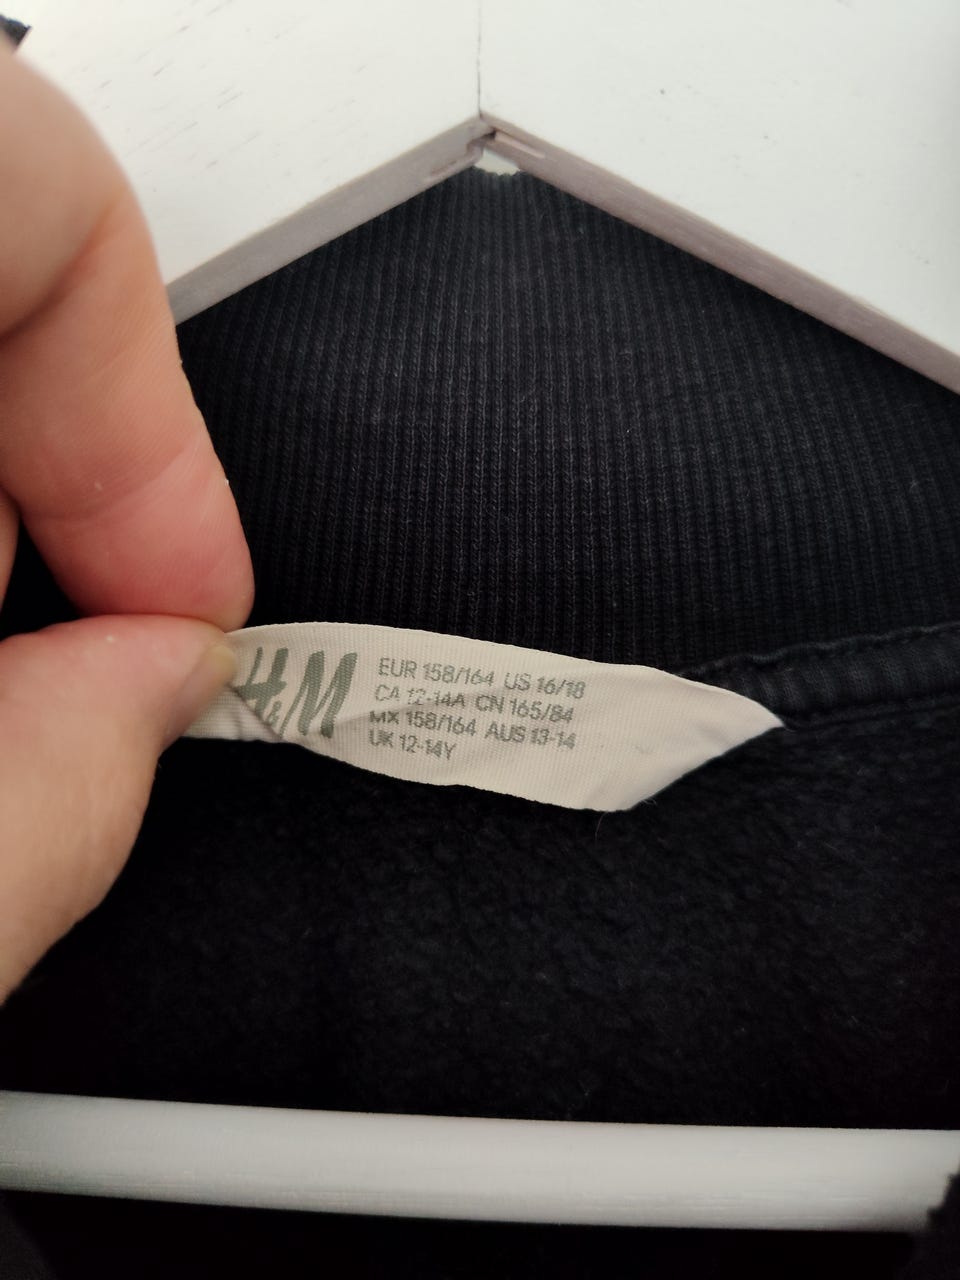 H&M
EUR 158/164 US 16/18
CA 12-14A CN 165/84
MX 158/164 AUS 13-14
UK 12-14Y